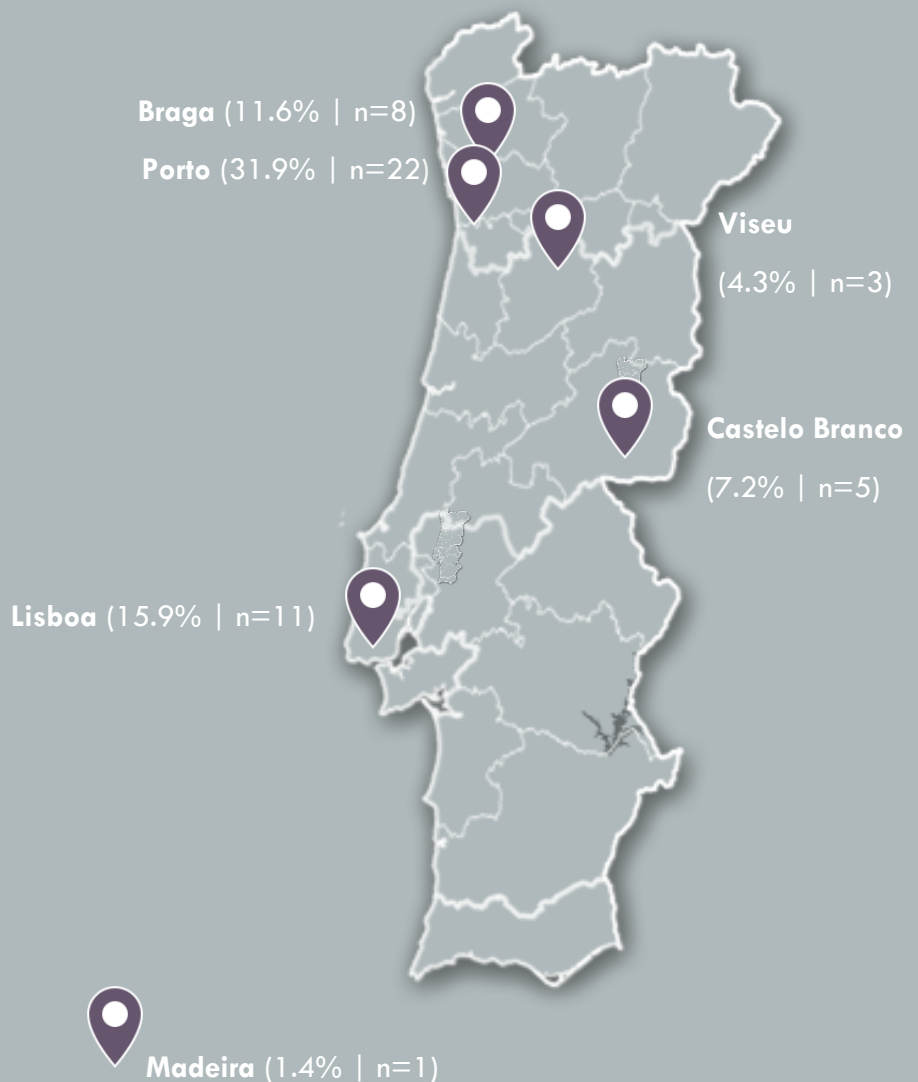 Braga (11.6% | n=8)
Porto (31.9% | n=22)
Viseu
(4.3% | n=3)
Castelo Branco
(7.2% | n=5)
Lisboa (15.9% | n=11)
Madeira (1.4% | n=1)